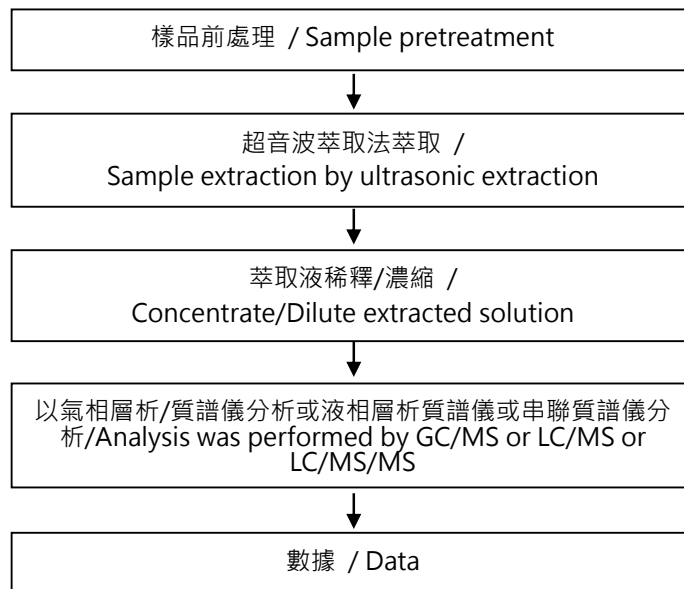 樣品前處理 / Sample pretreatment
超音波萃取法萃取 /
Sample extraction by ultrasonic extraction
萃取液稀釋/濃縮 /
Concentrate/Dilute extracted solution
以氣相層析/質譜儀分析或液相層析質譜儀或串聯質譜儀分
析/Analysis was performed by GC/MS or LC/MS or
LC/MS/MS
數據 / Data